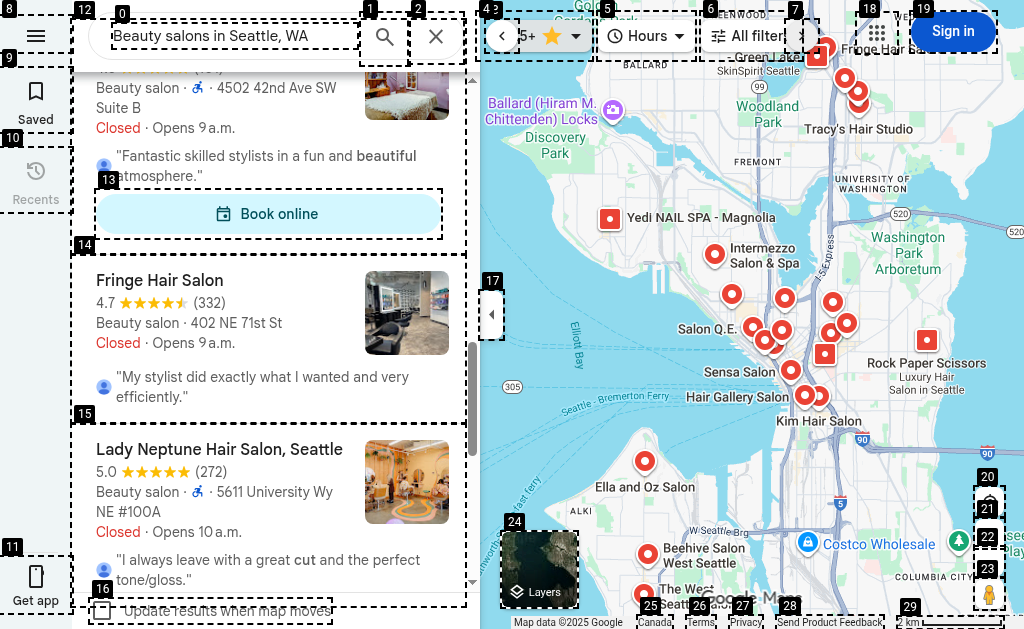 Beauty salons in Seattle, WA
Beauty salon · 4502 42nd Ave SW
Suite B
Closed · Opens 9 a.m.
"Fantastic skilled stylists in a fun and beautiful
atmosphere."
Book online
Fringe Hair Salon
4.7 (332)
Beauty salon · 402 NE 71st St
Closed · Opens 9 a.m.
"My stylist did exactly what I wanted and very
efficiently."
Lady Neptune Hair Salon, Seattle
5.0 (272)
Beauty salon · 5611 University Wy
NE #100A
Closed · Opens 10 a.m.
"I always leave with a great cut and the perfect
tone/gloss."
Update results when map moves
Saved
Recents
Get app
5+
Hours
All filter
Sign in
BALLARD
Green Lake
SkinSpirit Seattle
Fringe Hair Sa
99
Ballard (Hiram M.
Chittenden) Locks
Woodland
Park
Discovery
Park
Tracy's Hair Studio
FREMONT
UNIVERSITY OF
WASHINGTON
Yedi NAIL SPA - Magnolia
520
520
Intermezzo
Salon & Spa
Washington
Park
Arboretum
I-5 Express
Salon Q.E.
Elliott Bay
Sensa Salon
Rock Paper Scissors
Luxury Hair
Salon in Seattle
305
Seattle - Bremerton Ferry
Hair Gallery Salon
Kim Hair Salon
90
90
Ella and Oz Salon
5
ALKI
W Seattle Brg
Costco Wholesale
Beehive Salon
West Seattle
COLUMBIA CITY
The West
Seattle
Layers
Google Maps
Map data ©2025 Google
Canada
Terms
Privacy
Send Product Feedback
2 km
0
1
2
4
3
5
6
7
8
9
10
11
12
13
14
15
16
17
18
19
20
21
22
23
24
25
26
27
28
29